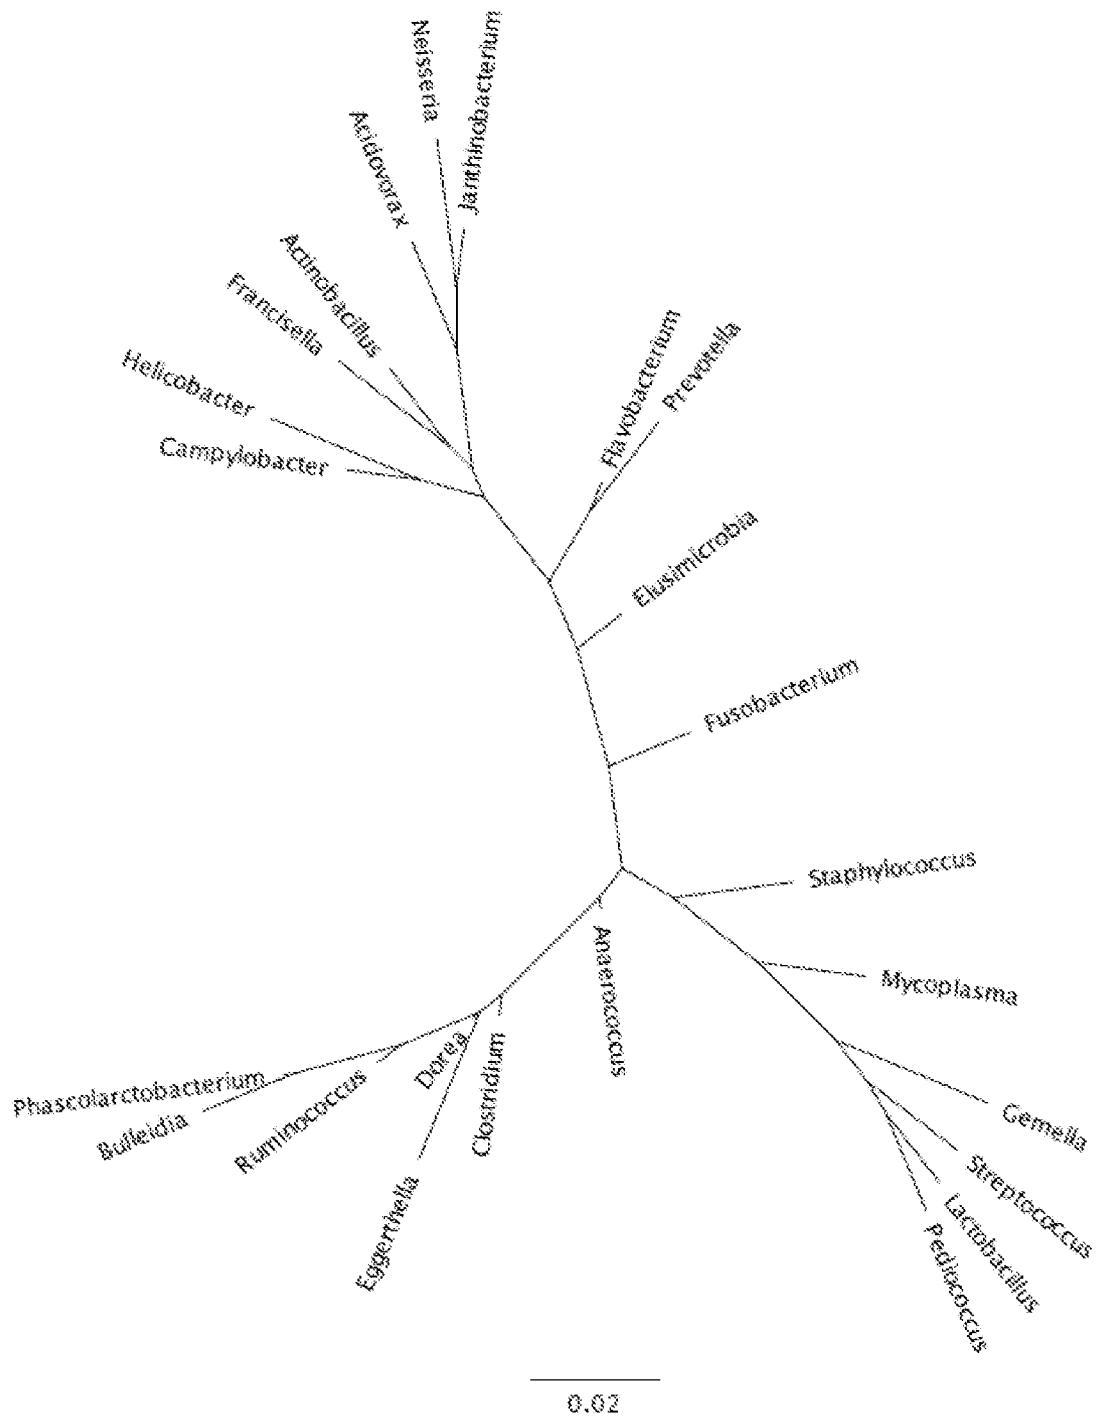 Neisseria
Janthinobacterium
Acidovorax
Actinobacillus
Francisella
Helicobacter
Campylobacter
Flavobacterium
Prevotella
Elusimicrobia
Fusobacterium
Staphylococcus
Mycoplasma
Gemella
Streptococcus
Lactobacillus
Pediococcus
Anaerococcus
Clostridium
Dorea
Eggerthella
Ruminococcus
Bulleidia
Phascolarctobacterium
0.02